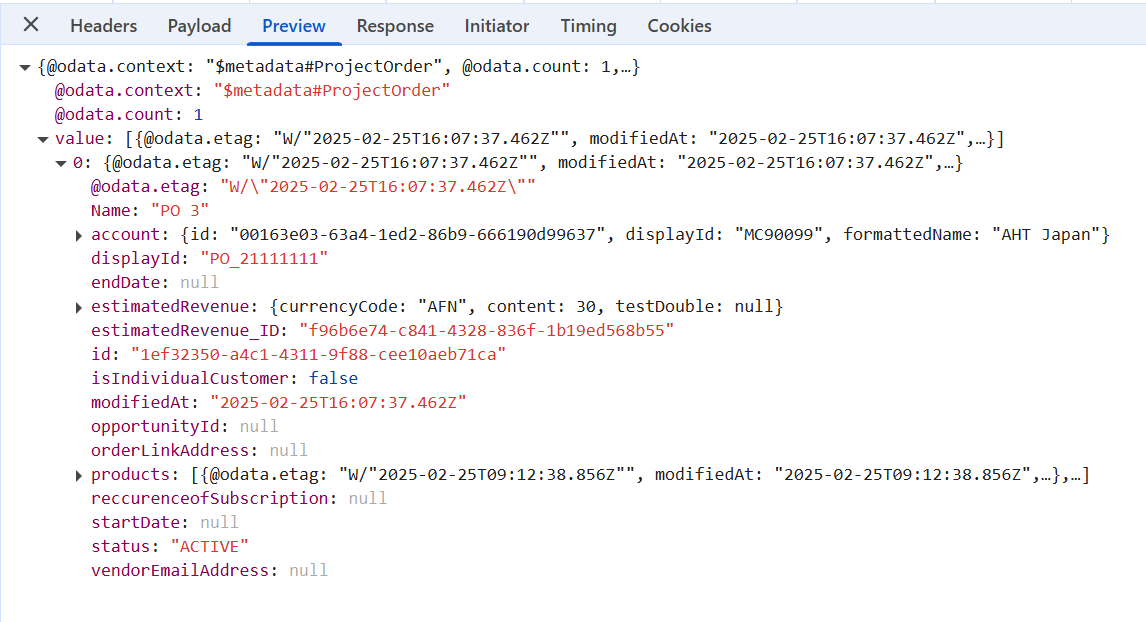 Headers Payload Preview Response Initiator Timing Cookies
{@odata.context: "$metadata#ProjectOrder", @odata.count: 1,…}
@odata.context: "$metadata#ProjectOrder"
@odata.count: 1
value: [{@odata.etag: "W/"2025-02-25T16:07:37.462Z"", modifiedAt: "2025-02-25T16:07:37.462Z",…}]
0: {@odata.etag: "W/"2025-02-25T16:07:37.462Z"", modifiedAt: "2025-02-25T16:07:37.462Z",…}
@odata.etag: "W/\"2025-02-25T16:07:37.462Z\""
Name: "PO 3"
account: {id: "00163e03-63a4-1ed2-86b9-666190d99637", displayId: "MC90099", formattedName: "AHT Japan"}
displayId: "PO_21111111"
endDate: null
estimatedRevenue: {currencyCode: "AFN", content: 30, testDouble: null}
estimatedRevenue_ID: "f96b6e74-c841-4328-836f-1b19ed568b55"
id: "1ef32350-a4c1-4311-9f88-cee10aeb71ca"
isIndividualCustomer: false
modifiedAt: "2025-02-25T16:07:37.462Z"
opportunityId: null
orderLinkAddress: null
products: [{@odata.etag: "W/"2025-02-25T09:12:38.856Z"", modifiedAt: "2025-02-25T09:12:38.856Z",…},…]
reccurenceofSubscription: null
startDate: null
status: "ACTIVE"
vendorEmailAddress: null